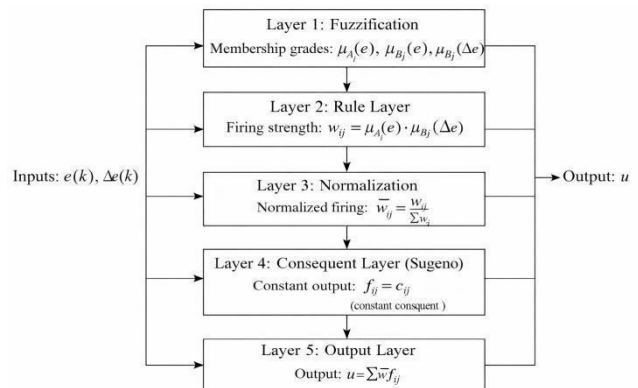 Layer 1: Fuzzification
Membership grades: μ_{A_i}(e), μ_{B_j}(e), μ_{B_j}(Δe)
Layer 2: Rule Layer
Firing strength: w_{ij} = μ_{A_i}(e) · μ_{B_j}(Δe)
Inputs: e(k), Δe(k)
Output: u
Layer 3: Normalization
Normalized firing: w̅_{ij} = w_{ij} / ∑w_{ij}
Layer 4: Consequent Layer (Sugeno)
Constant output: f_{ij} = c_{ij}
(constant consquent)
Layer 5: Output Layer
Output: u = ∑w̅f_{ij}